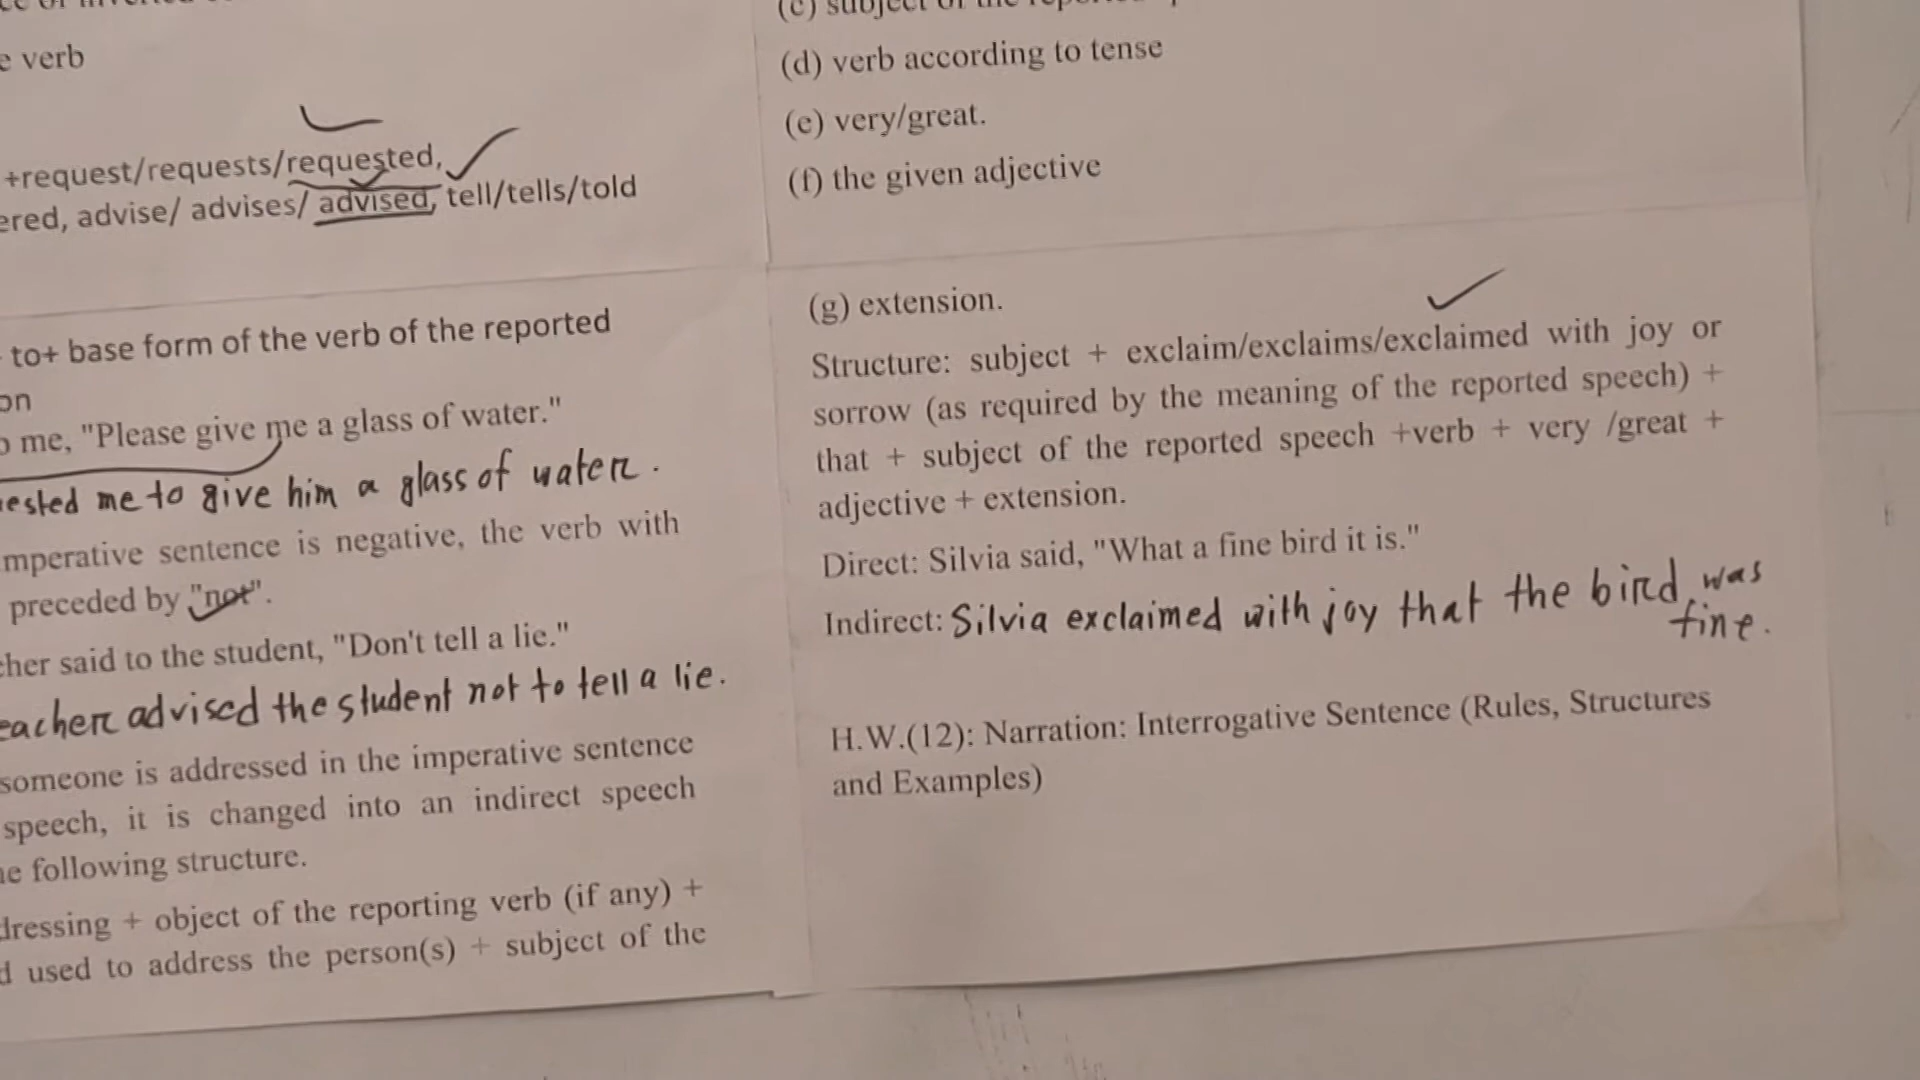 e verb
+request/requests/requested,
ered, advise/ advises/ advised, tell/tells/told
to+ base form of the verb of the reported
on
o me, "Please give me a glass of water."
ested me to give him a glass of water.
mperative sentence is negative, the verb with
preceded by "not".
cher said to the student, "Don't tell a lie."
eacher advised the student not to tell a lie.
someone is addressed in the imperative sentence
speech, it is changed into an indirect speech
he following structure.
dressing + object of the reporting verb (if any) +
d used to address the person(s) + subject of the
(c) subject of the reported
(d) verb according to tense
(e) very/great.
(f) the given adjective
(g) extension.
Structure: subject + exclaim/exclaims/exclaimed with joy or
sorrow (as required by the meaning of the reported speech) +
that + subject of the reported speech +verb + very /great +
adjective + extension.
Direct: Silvia said, "What a fine bird it is."
Indirect: Silvia exclaimed with joy that the bird was
fine.
H.W.(12): Narration: Interrogative Sentence (Rules, Structures
and Examples)